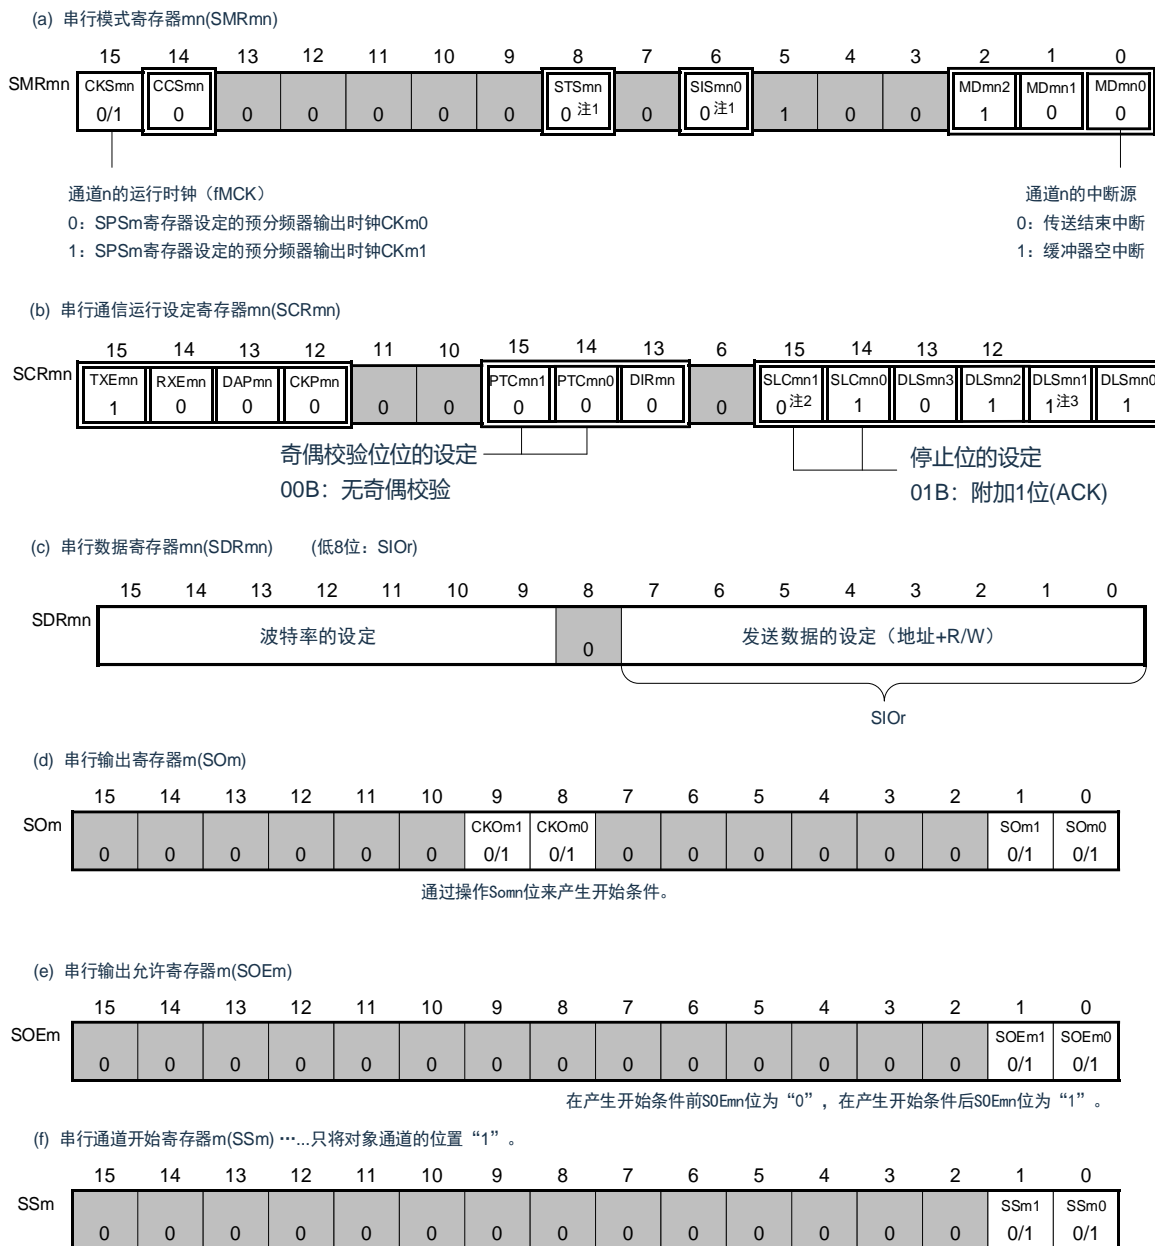 (a) 串行模式寄存器mn(SMRmn)
15 14 13 12 11 10 9 8 7 6 5 4 3 2 1 0
SMRmn CKSmn CCSmn STSmn SISmn0 MDmn2 MDmn1 MDmn0
0/1 0 0 0 0 0 0 0 注1 0 0 注1 1 0 0 1 0 0
通道n的运行时钟（fMCK） 通道n的中断源
0：SPSm寄存器设定的预分频器输出时钟CKm0 0：传送结束中断
1：SPSm寄存器设定的预分频器输出时钟CKm1 1：缓冲器空中断
(b) 串行通信运行设定寄存器mn(SCRmn)
15 14 13 12 11 10 15 14 13 6 15 14 13 12
SCRmn TXEmn RXEmn DAPmn CKPmn PTCmn1 PTCmn0 DIRmn SLCmn1 SLCmn0 DLSmn3 DLSmn2 DLSmn1 DLSmn0
1 0 0 0 0 0 0 0 0 0 0 注2 1 0 1 1 注3 1
奇偶校验位位的设定 停止位的设定
00B：无奇偶校验 01B：附加1位(ACK)
(c) 串行数据寄存器mn(SDRmn) (低8位：SIOr)
15 14 13 12 11 10 9 8 7 6 5 4 3 2 1 0
SDRmn 波特率的设定 0 发送数据的设定（地址+R/W）
SIOr
(d) 串行输出寄存器m(SOm)
15 14 13 12 11 10 9 8 7 6 5 4 3 2 1 0
SOm CKOm1 CKOm0 SOm1 SOm0
0 0 0 0 0 0 0/1 0/1 0 0 0 0 0 0 0/1 0/1
通过操作Somn位来产生开始条件。
(e) 串行输出允许寄存器m(SOEm)
15 14 13 12 11 10 9 8 7 6 5 4 3 2 1 0
SOEm SOEm1 SOEm0
0 0 0 0 0 0 0 0 0 0 0 0 0 0 0/1 0/1
在产生开始条件前SOEmn位为“0”，在产生开始条件后SOEmn位为“1”。
(f) 串行通道开始寄存器m(SSm) ⋯...只将对象通道的位置“1”。
15 14 13 12 11 10 9 8 7 6 5 4 3 2 1 0
SSm SSm1 SSm0
0 0 0 0 0 0 0 0 0 0 0 0 0 0 0/1 0/1